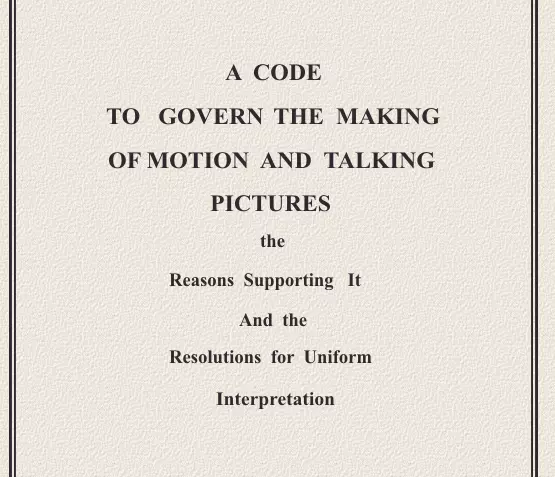 A CODE
TO GOVERN THE MAKING
OF MOTION AND TALKING
PICTURES
the
Reasons Supporting It
And the
Resolutions for Uniform
Interpretation